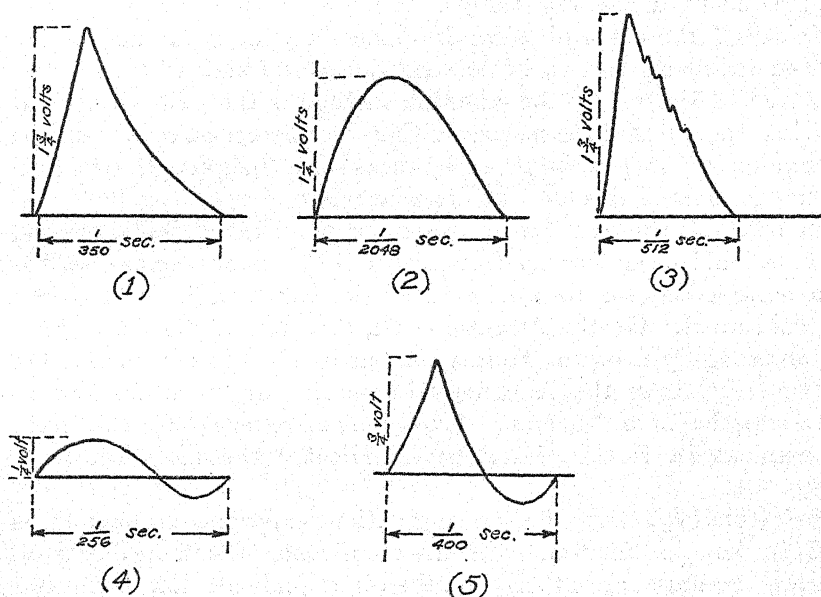 1 3/4 volts
1/350 sec.
(1)
1 1/4 volts
1/2048 sec.
(2)
1 3/4 volts
1/512 sec.
(3)
1/2 volt
1/256 sec.
(4)
3/4 volt
1/400 sec.
(5)